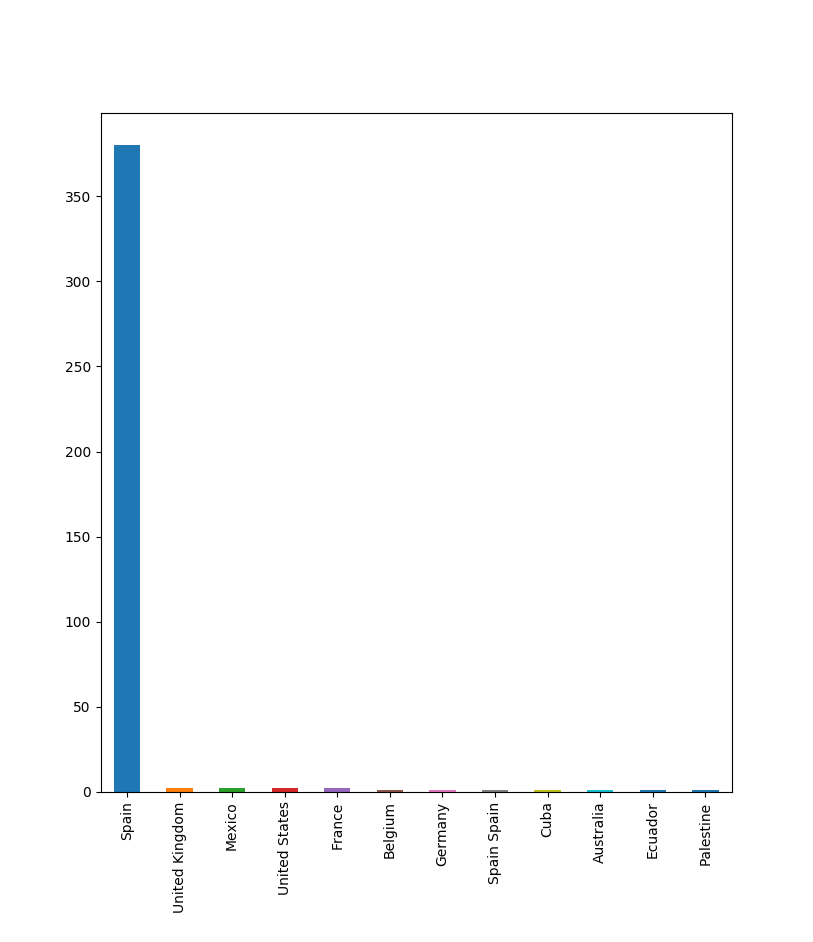 350
300
250
200
150
100
50
0
Spain
United Kingdom
Mexico
United States
France
Belgium
Germany
Spain Spain
Cuba
Australia
Ecuador
Palestine